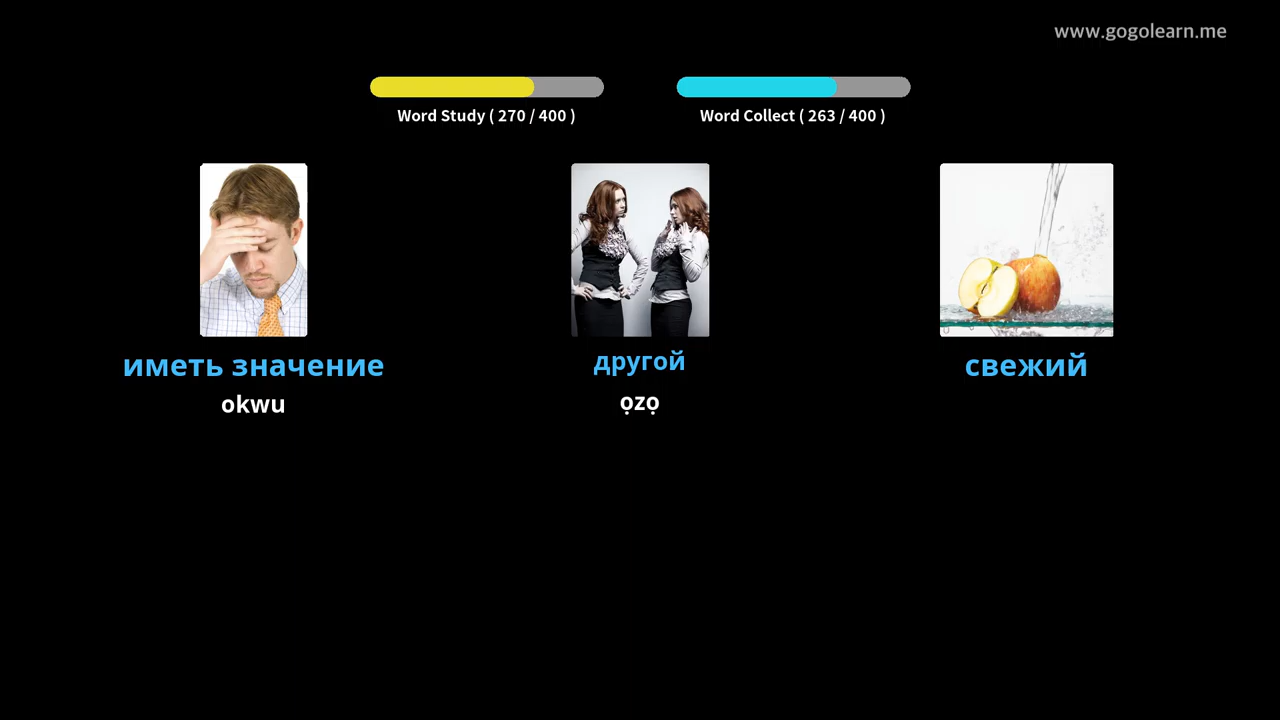 www.gogolearn.me
Word Study ( 270 / 400 )
Word Collect ( 263 / 400 )
иметь значение
другой
свежий
okwu
ọzọ